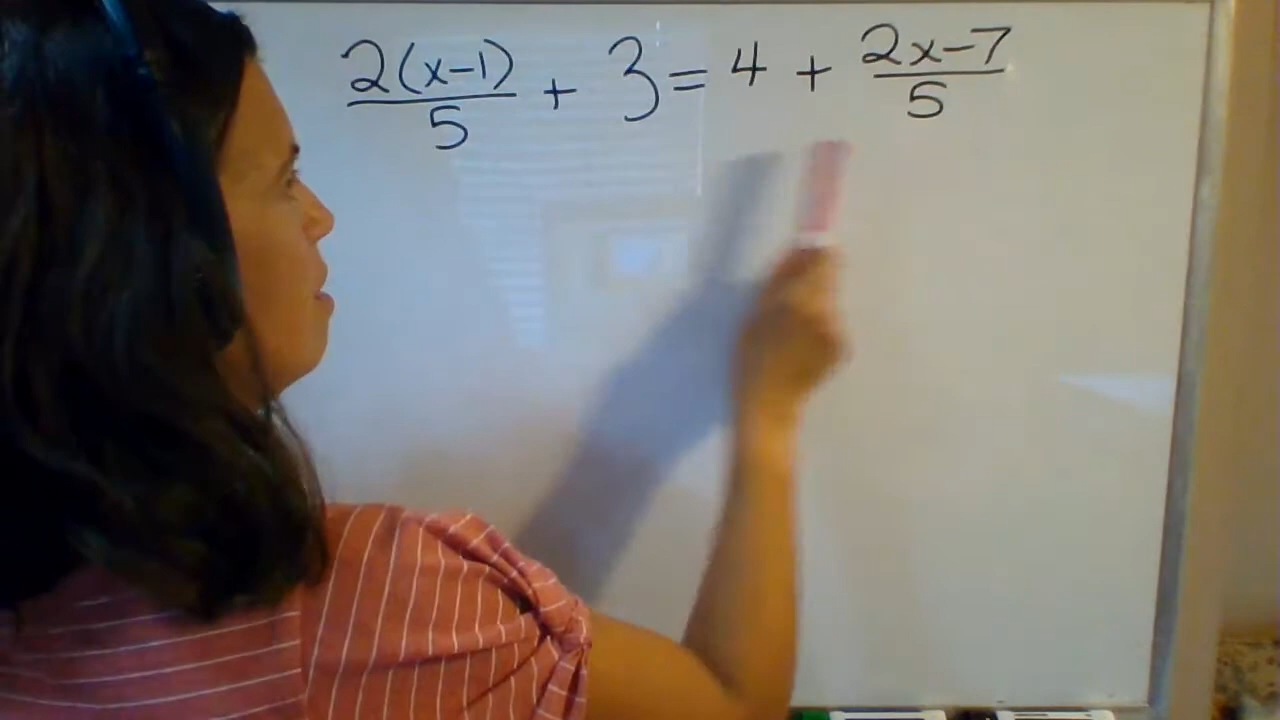 2(x-1)/5 + 3 = 4 + 2x-7/5